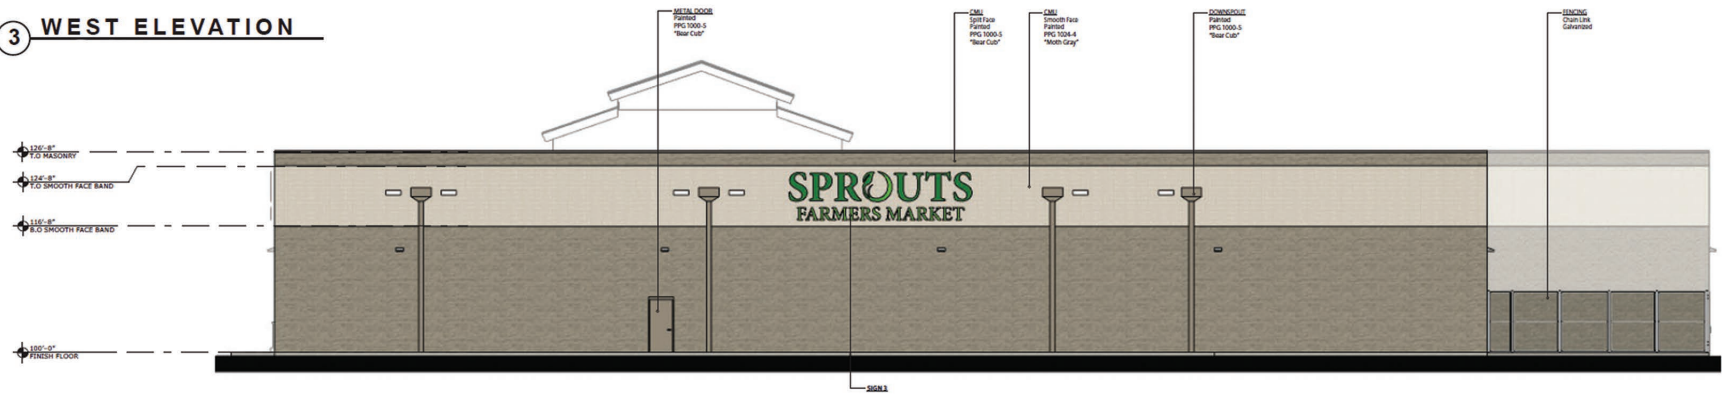 3 WEST ELEVATION
METAL DOOR
Painted
PPG 1000-5
"Bear Cub"
CMU
Split Face
Painted
PPG 1000-5
"Bear Cub"
CMU
Smooth Face
Painted
PPG 1024-4
"Moth Gray"
DOWNSPOUT
Painted
PPG 1000-5
"Bear Cub"
FENCING
Chain Link
Galvanized
126'-8"
T.O MASONRY
124'-8"
T.O SMOOTH FACE BAND
116'-8"
B.O SMOOTH FACE BAND
100'-0"
FINISH FLOOR
SPROUTS
FARMERS MARKET
SIGN 3